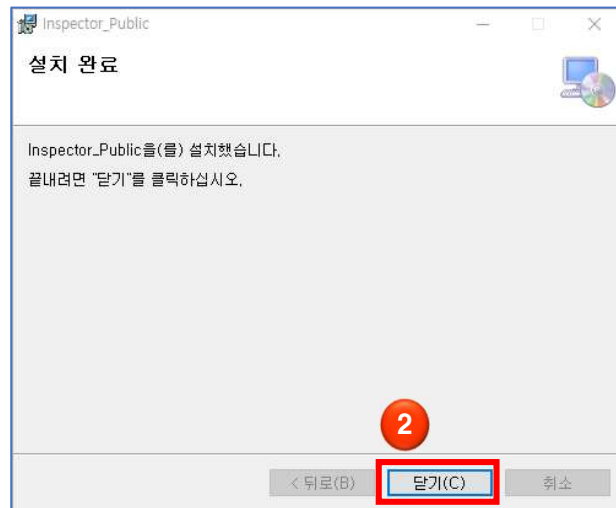 Inspector_Public
설치 완료
Inspector_Public을(를) 설치했습니다.
끝내려면 "닫기"를 클릭하십시오.
2
< 뒤로(B) 닫기(C) 취소